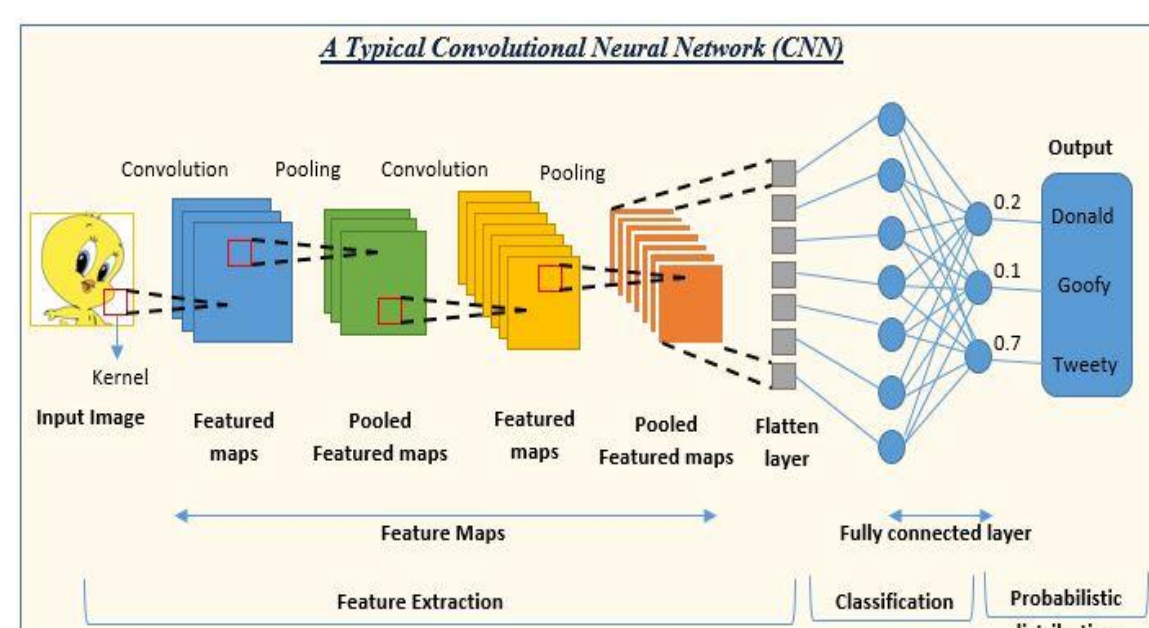 A Typical Convolutional Neural Network (CNN)
Convolution
Pooling
Convolution
Pooling
Kernel
Input Image
Featured
maps
Pooled
Featured maps
Featured
maps
Pooled
Featured maps
Flatten
layer
0.2
0.1
0.7
Output
Donald
Goofy
Tweety
Feature Maps
Fully connected layer
Feature Extraction
Classification
Probabilistic